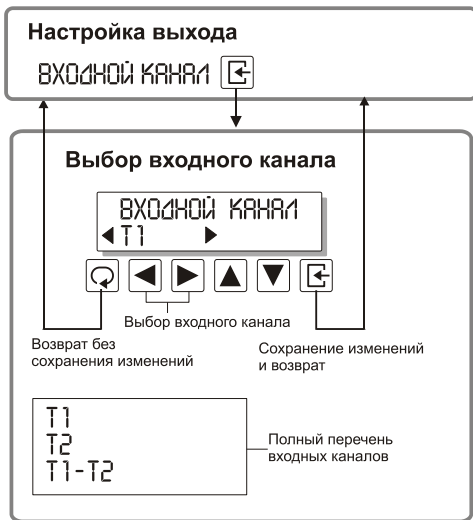 Настройка выхода
ВХОДНОЙ КАНАЛ
Выбор входного канала
ВХОДНОЙ КАНАЛ
T1
Выбор входного канала
Возврат без
сохранения изменений
Сохранение изменений
и возврат
T1
T2
T1-T2
Полный перечень
входных каналов